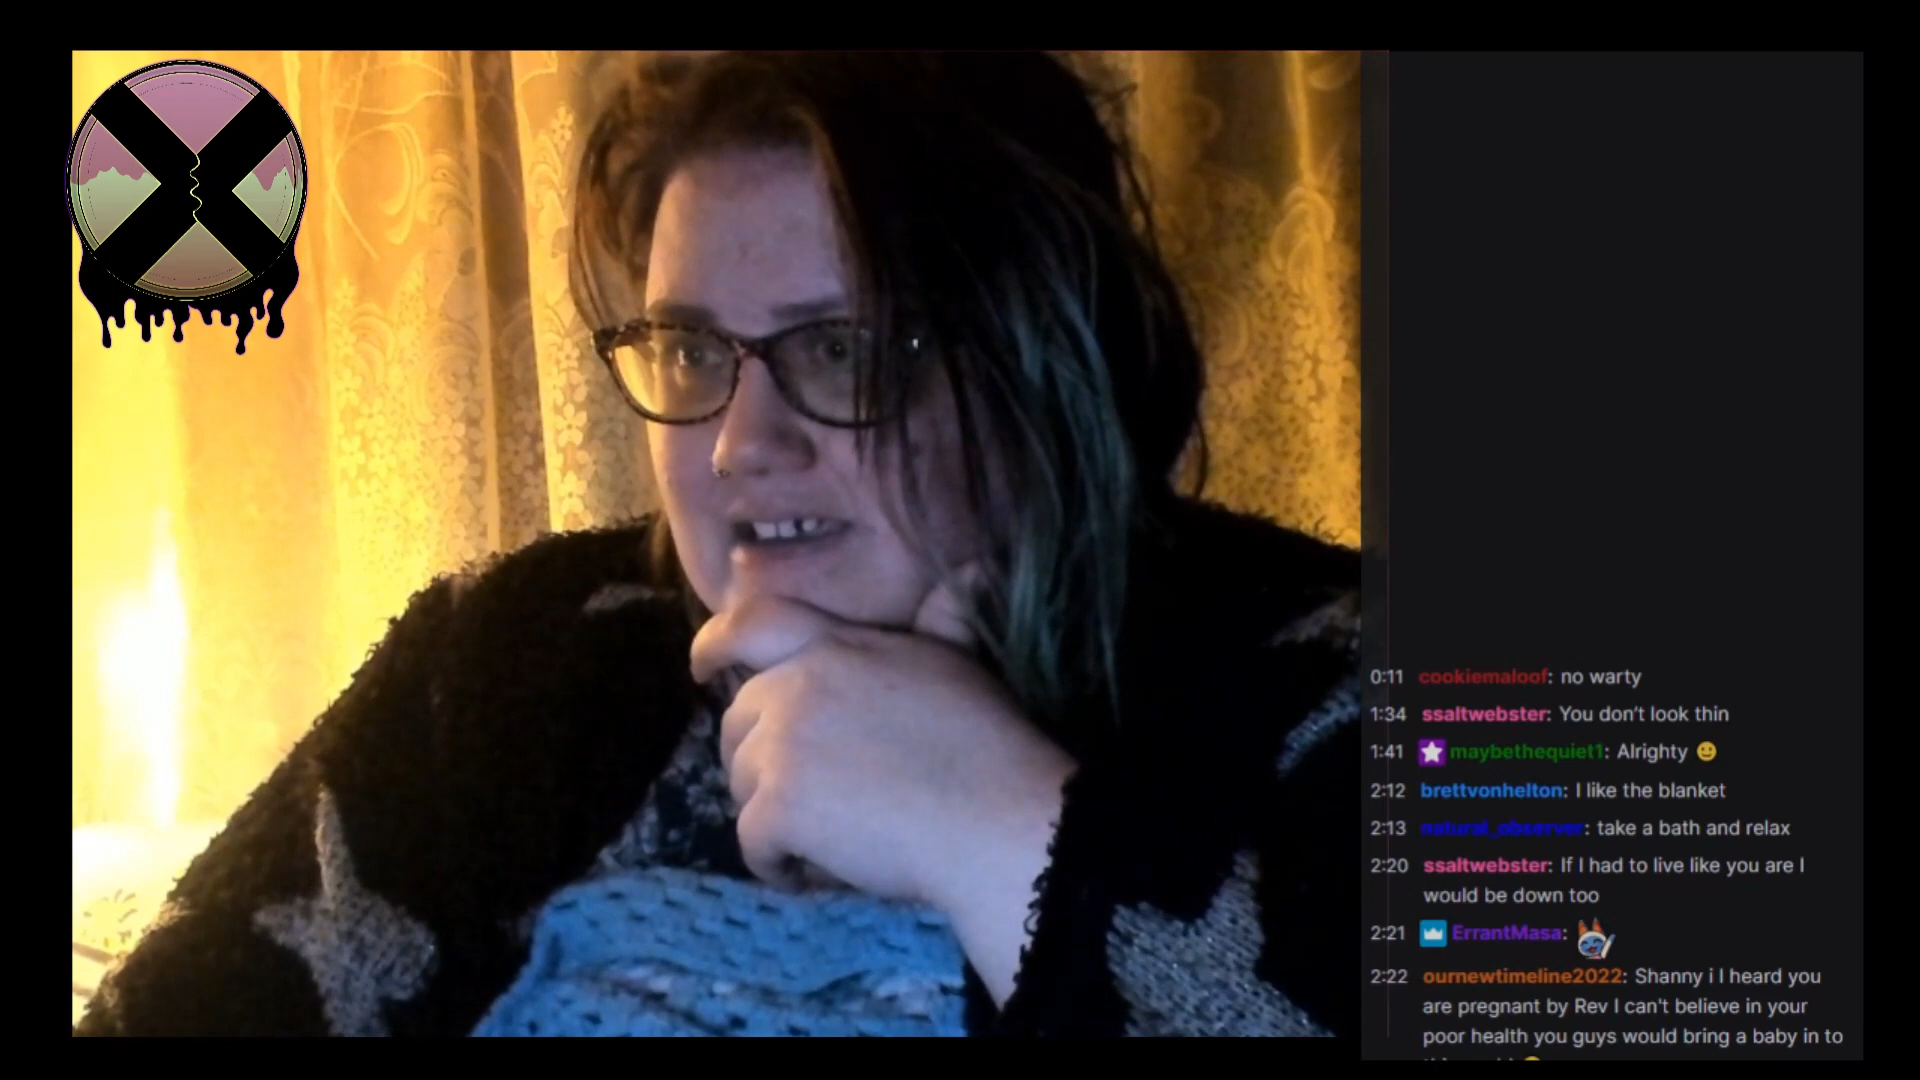 0:11 cookiemaloof: no warty
1:34 ssaltwebster: You don't look thin
1:41 maybethequiet1: Alrighty
2:12 brettvonhelton: I like the blanket
2:13 natural_observer: take a bath and relax
2:20 ssaltwebster: If I had to live like you are I
would be down too
2:21 ErrantMasa:
2:22 ournewtimeline2022: Shanny i I heard you
are pregnant by Rev I can't believe in your
poor health you guys would bring a baby in to